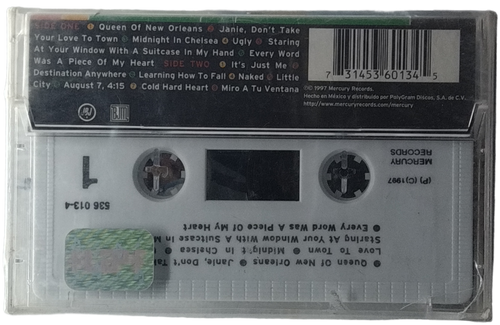 SIDE ONE Queen Of New Orleans Janie, Don't Take
Your Love To Town Midnight In Chelsea Ugly Staring
At Your Window With A Suitcase In My Hand Every Word
Was A Piece Of My Heart SIDE TWO It's Just Me
Destination Anywhere Learning How To Fall Naked Little
City August 7, 4:15 Cold Hard Heart Miro A Tu Ventana
7 31453 60134 5
℗ 1997 Mercury Records.
Hecho en México y distribuido por PolyGram Discos, S.A. de C.V.
http://www.mercuryrecords.com/mercury
1
536 013-4
MERCURY
RECORDS
(P) (C) 1997
Queen Of New Orleans Janie, Don't Ta
Love To Town Midnight In Chelsea
Staring At Your Window With A Suitcase In M
Every Word Was A Piece Of My Heart